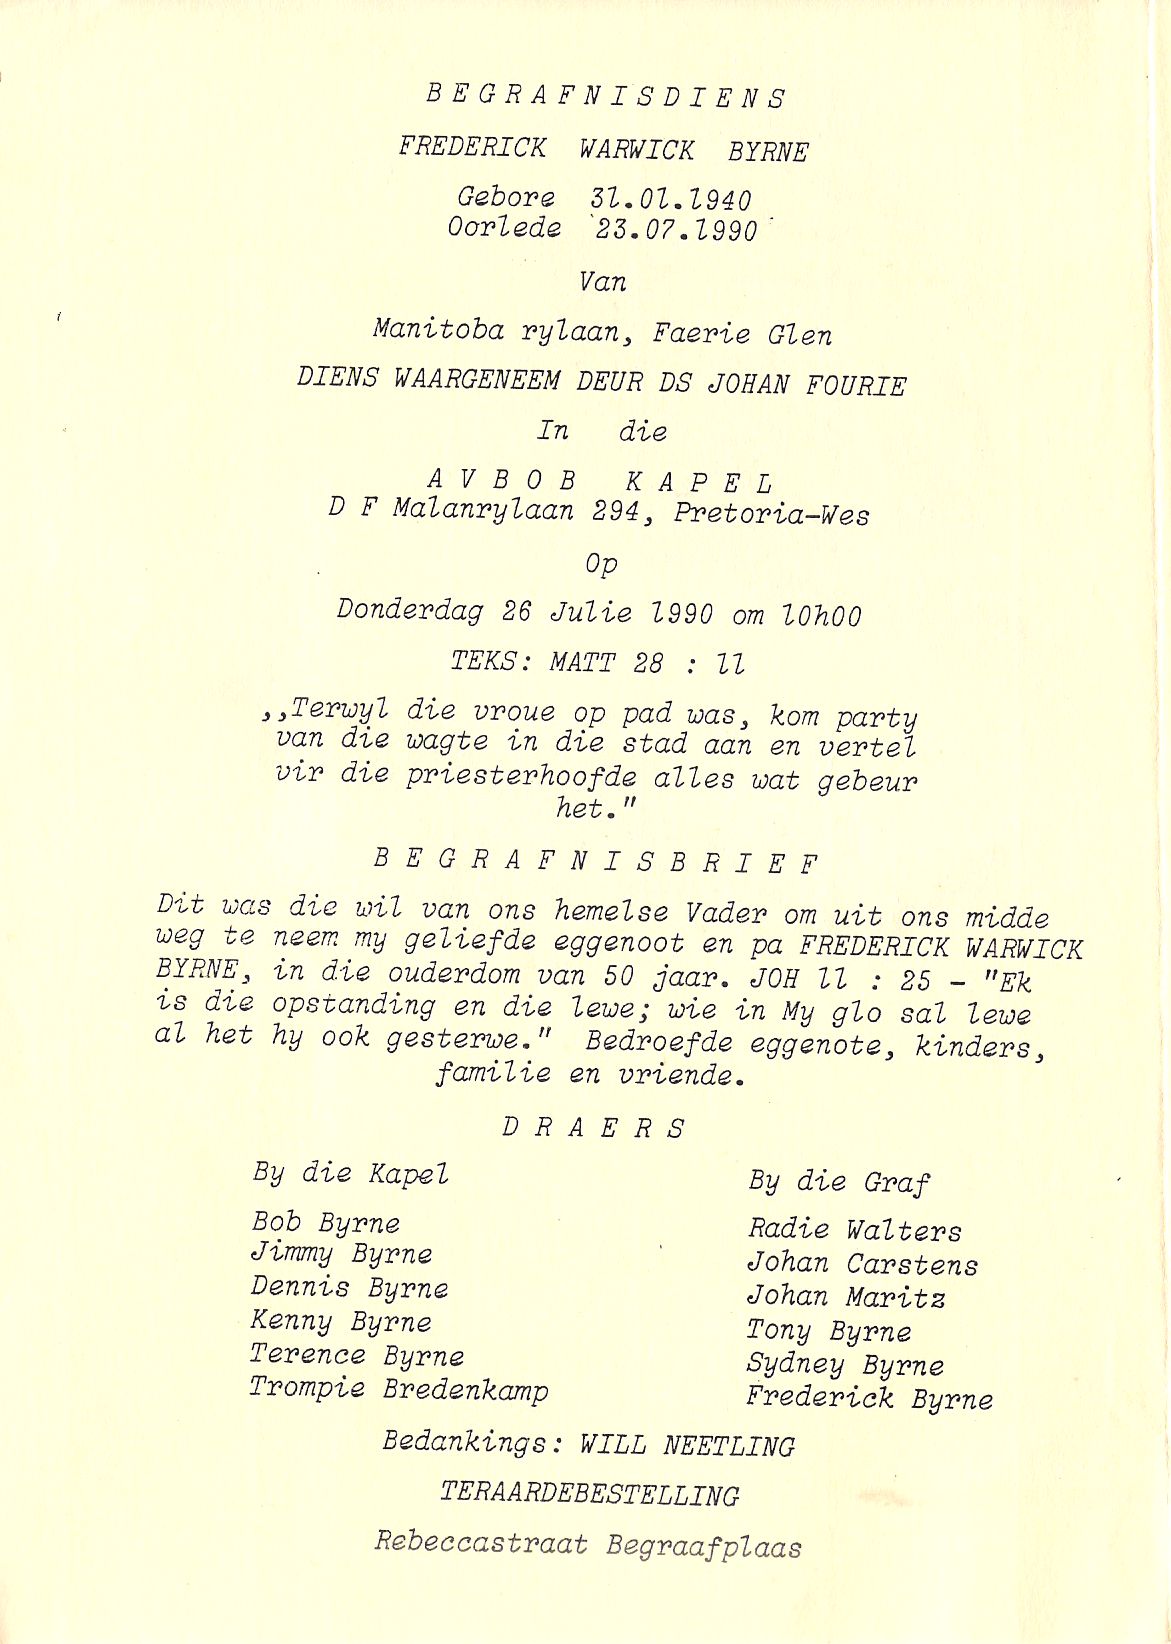 B E G R A F N I S D I E N S
FREDERICK WARWICK BYRNE
Gebore 31.01.1940
Oorlede 23.07.1990
Van
Manitoba rylaan, Faerie Glen
DIENS WAARGENEEM DEUR DS JOHAN FOURIE
In die
A V B O B K A P E L
D F Malanrylaan 294, Pretoria-Wes
Op
Donderdag 26 Julie 1990 om 10h00
TEKS: MATT 28 : 11
,,Terwyl die vroue op pad was, kom party
van die wagte in die stad aan en vertel
vir die priesterhoofde alles wat gebeur
het."
B E G R A F N I S B R I E F
Dit was die wil van ons hemelse Vader om uit ons midde
weg te neem my geliefde eggenoot en pa FREDERICK WARWICK
BYRNE, in die ouderdom van 50 jaar. JOH 11 : 25 - "Ek
is die opstanding en die lewe; wie in My glo sal lewe
al het hy ook gesterwe." Bedroefde eggenote, kinders,
familie en vriende.
D R A E R S
By die Kapel
Bob Byrne
Jimmy Byrne
Dennis Byrne
Kenny Byrne
Terence Byrne
Trompie Bredenkamp
By die Graf
Radie Walters
Johan Carstens
Johan Maritz
Tony Byrne
Sydney Byrne
Frederick Byrne
Bedankings: WILL NEETLING
TERAARDEBESTELLING
Rebeccastraat Begraafplaas